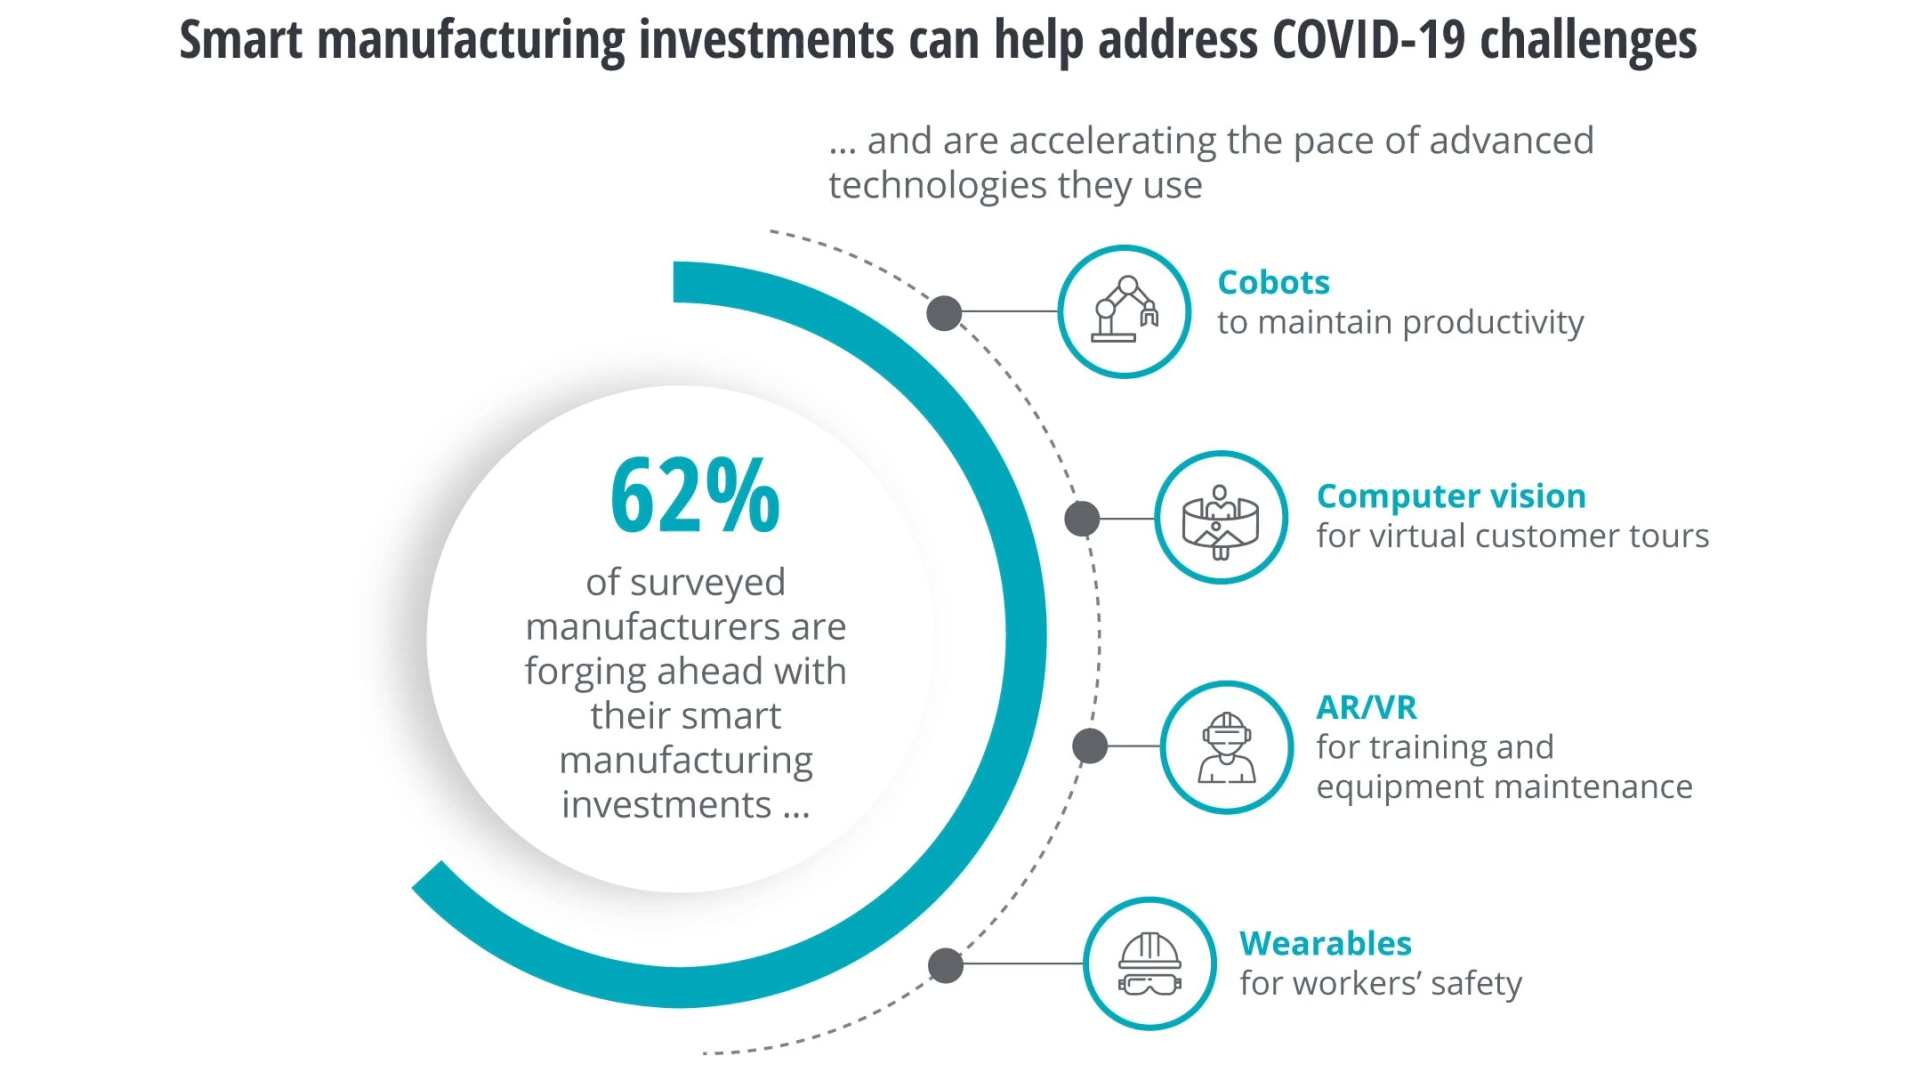 Smart manufacturing investments can help address COVID-19 challenges
... and are accelerating the pace of advanced
technologies they use
Cobots
to maintain productivity
62%
of surveyed
manufacturers are
forging ahead with
their smart
manufacturing
investments ...
Computer vision
for virtual customer tours
AR/VR
for training and
equipment maintenance
Wearables
for workers’ safety